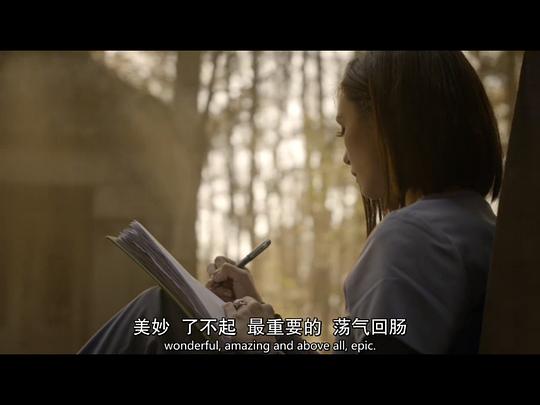 美妙 了不起 最重要的 荡气回肠
wonderful, amazing and above all, epic.